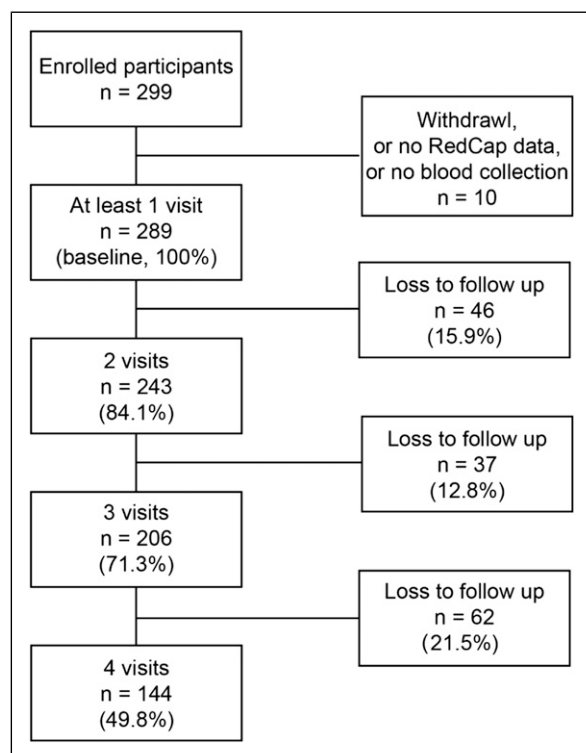 Enrolled participants
n = 299
Withdrawl,
or no RedCap data,
or no blood collection
n = 10
At least 1 visit
n = 289
(baseline, 100%)
Loss to follow up
n = 46
(15.9%)
2 visits
n = 243
(84.1%)
Loss to follow up
n = 37
(12.8%)
3 visits
n = 206
(71.3%)
Loss to follow up
n = 62
(21.5%)
4 visits
n = 144
(49.8%)